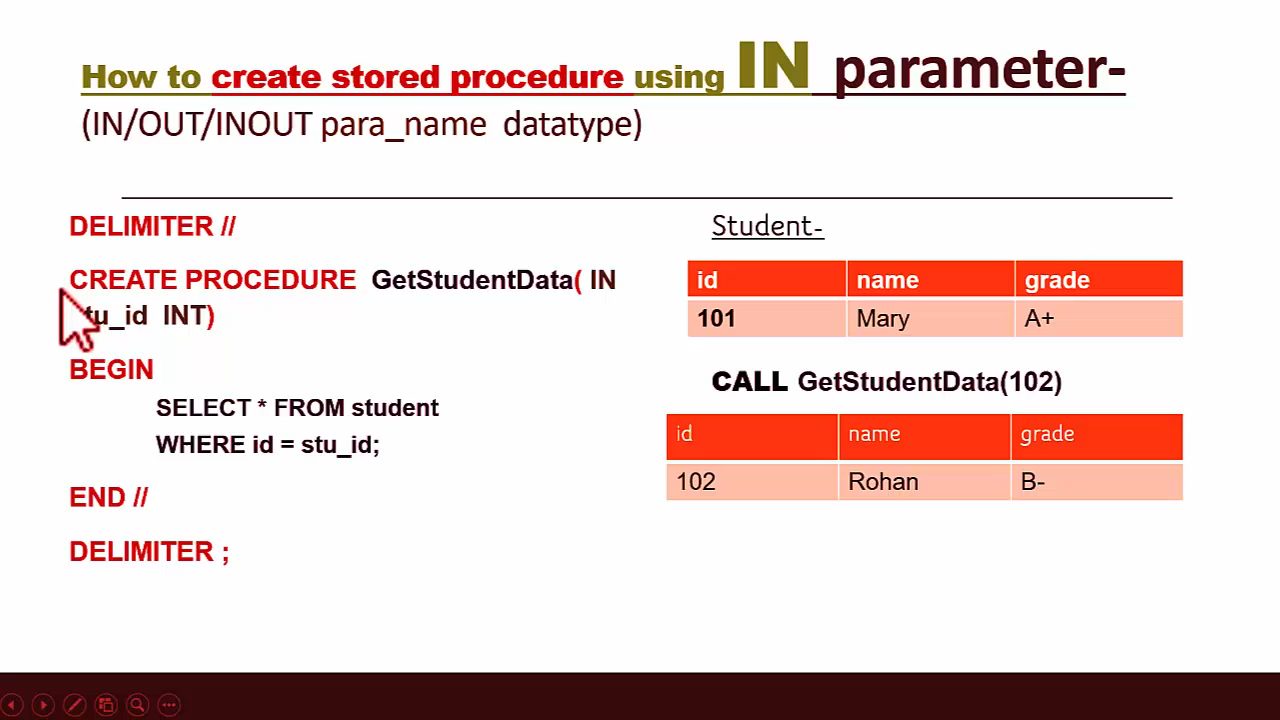 How to create stored procedure using IN parameter-
(IN/OUT/INOUT para_name datatype)
DELIMITER //
CREATE PROCEDURE GetStudentData( IN
stu_id INT)
BEGIN
SELECT * FROM student
WHERE id = stu_id;
END //
DELIMITER ;
Student-
id name grade
101 Mary A+
CALL GetStudentData(102)
id name grade
102 Rohan B-